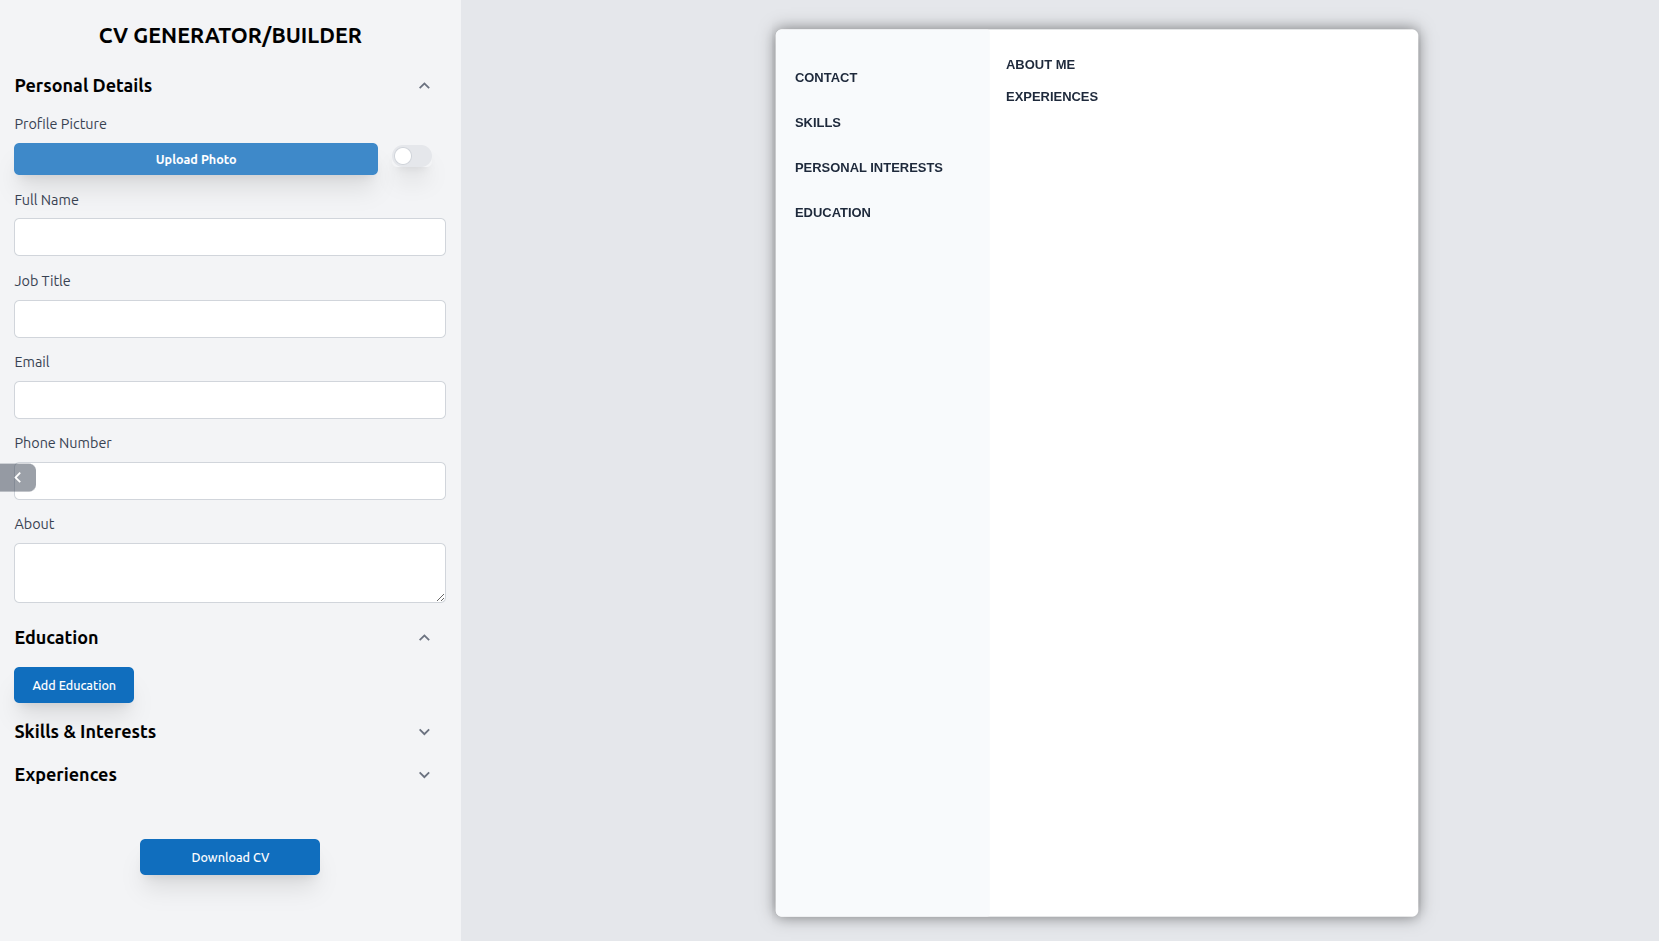 CV GENERATOR/BUILDER
Personal Details
Profile Picture
Upload Photo
Full Name
Job Title
Email
Phone Number
About
Education
Add Education
Skills & Interests
Experiences
Download CV
CONTACT
SKILLS
PERSONAL INTERESTS
EDUCATION
ABOUT ME
EXPERIENCES